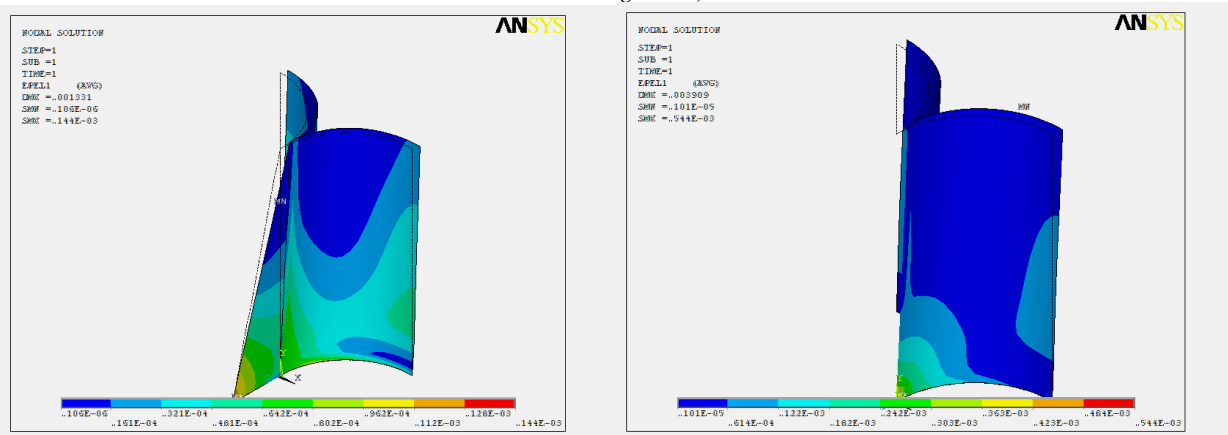 ANSYS
NODAL SOLUTION
STEP=1
SUB =1
TIME=1
EPEL1 (AVG)
DMX =.001331
SMN =.106E-06
SMX =.144E-03
MN
Y
X
.106E-06 .321E-04 .642E-04 .962E-04 .128E-03
.161E-04 .481E-04 .802E-04 .112E-03 .144E-03
ANSYS
NODAL SOLUTION
STEP=1
SUB =1
TIME=1
EPEL1 (AVG)
DMX =.003909
SMN =.101E-05
SMX =.544E-03
MN
Y
.101E-05 .122E-03 .242E-03 .363E-03 .484E-03
.614E-04 .182E-03 .303E-03 .423E-03 .544E-03